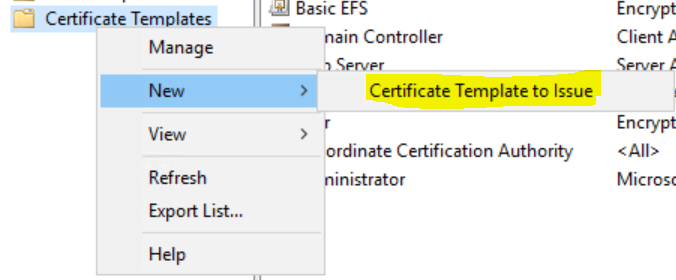 Certificate Templates
Basic EFS
Encrypt
Manage
main Controller
Client A
Server
Server A
New
Certificate Template to Issue
View
Encrypt
ordinate Certification Authority
<All>
Refresh
ministrator
Microso
Export List...
Help